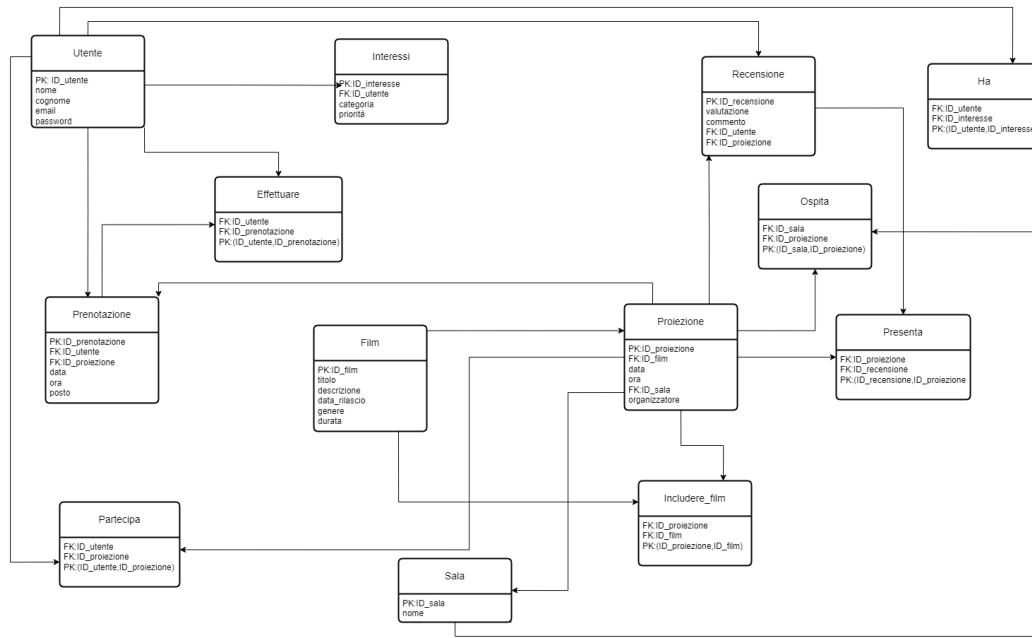 Utente
PK: ID_utente
nome
cognome
email
password
Interessi
PK:ID_interesse
FK:ID_utente
categoria
priorità
Recensione
PK:ID_recensione
valutazione
commento
FK:ID_utente
FK:ID_proiezione
Ha
FK:ID_utente
FK:ID_interesse
PK:(ID_utente,ID_interesse
Effettuare
FK:ID_utente
FK:ID_prenotazione
PK:(ID_utente,ID_prenotazione)
Ospita
FK:ID_sala
FK:ID_proiezione
PK:(ID_sala,ID_proiezione)
Prenotazione
PK:ID_prenotazione
FK:ID_utente
FK:ID_proiezione
data
ora
posto
Film
PK:ID_film
titolo
descrizione
data_rilascio
genere
durata
Proiezione
PK:ID_proiezione
FK:ID_film
data
ora
FK:ID_sala
organizzatore
Presenta
FK:ID_proiezione
FK:ID_recensione
PK:(ID_recensione,ID_proiezione
Partecipa
FK:ID_utente
FK:ID_proiezione
PK:(ID_utente,ID_proiezione)
Includere_film
FK:ID_proiezione
FK:ID_film
PK:(ID_proiezione,ID_film)
Sala
PK:ID_sala
nome